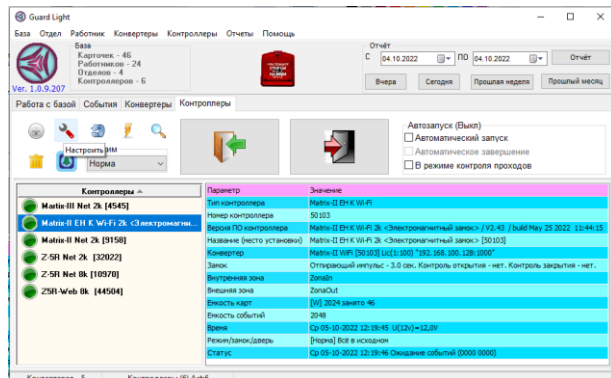 Guard Light
База Отдел Работник Конвертеры Контроллеры Отчеты Помощь
База
Карточек - 46
Работников - 24
Отделов - 4
Контроллеров - 6
Ver. 1.0.9.207
Отчёт
С 04.10.2022 ПО 04.10.2022 Отчёт
Вчера Сегодня Прошлая неделя Прошлый месяц
Работа с базой События Конвертеры Контроллеры
Настроить
Норма
Автозапуск (Выкл)
Автоматический запуск
Автоматическое завершение
В режиме контроля проходов
Контроллеры
Martix-III Net 2k [4545]
Matrix-II EH K Wi-Fi 2k <Электромагни...
Matrix-II Net 2k [9158]
Z-5R Net 2k [32022]
Z-5R Net 8k [10970]
Z5R-Web 8k [44504]
Параметр Значение
Тип контроллера Matrix-II EH K Wi-Fi
Номер контроллера 50103
Версия ПО контроллера Matrix-II EH K Wi-Fi 2k <Электромагнитный замок> / V2.43 / build May 25 2022 11:44:15
Название (место установки) Matrix-II EH K Wi-Fi 2k <Электромагнитный замок> [50103]
Конвертер Matrix-II WiFi [50103] Lic(1:100) "192.168.100.128:1000"
Замок Отпирающий импульс - 3.0 сек. Контроль открытия - нет. Контроль закрытия - нет.
Внутренняя зона ZonaIn
Внешняя зона ZonaOut
Емкость карт [W] 2024 занято 46
Емкость событий 2048
Время Ср 05-10-2022 12:19:45 U(12v)=12,0V
Режим/замок/дверь [Норма] Всё в исходном
Статус Ср 05-10-2022 12:19:46 Ожидание событий (0000 0000)